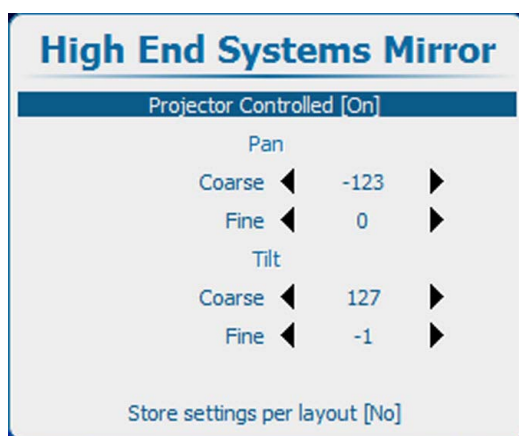 High End Systems Mirror
Projector Controlled [On]
Pan
Coarse -123
Fine 0
Tilt
Coarse 127
Fine -1
Store settings per layout [No]